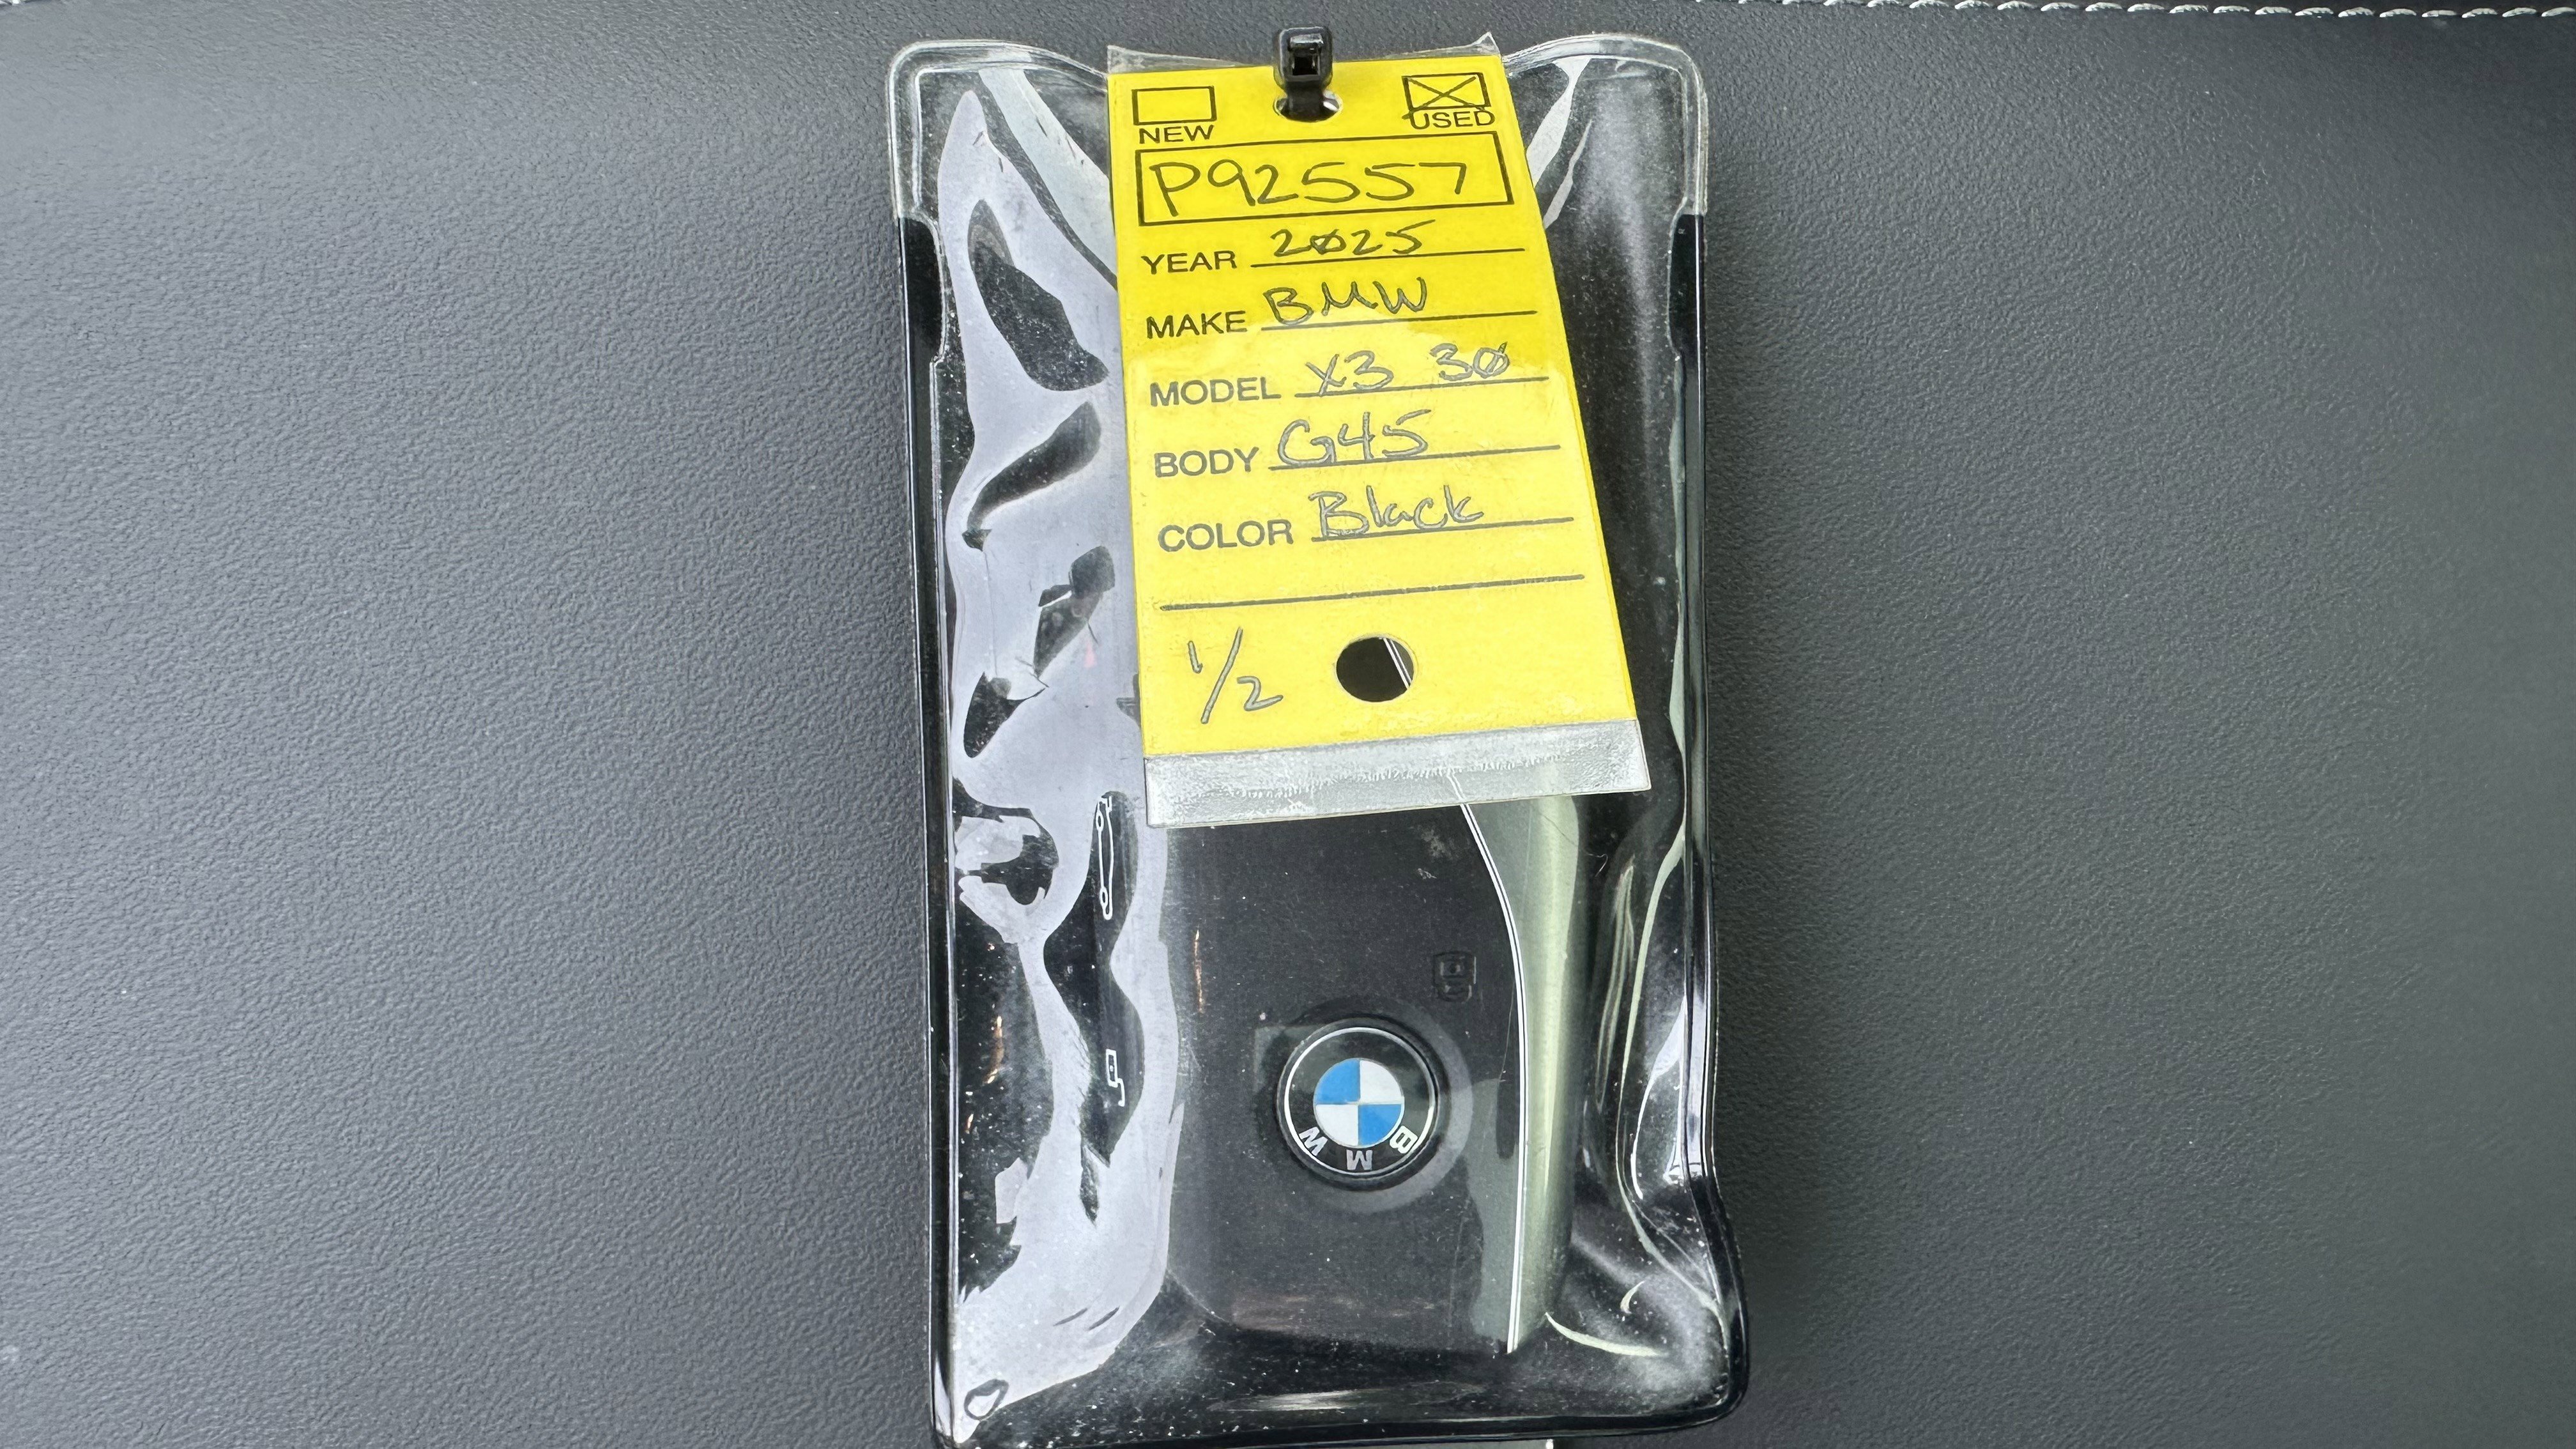 NEW USED
P92557
YEAR 2025
MAKE BMW
MODEL X3 30
BODY G45
COLOR Black
1/2
BMW